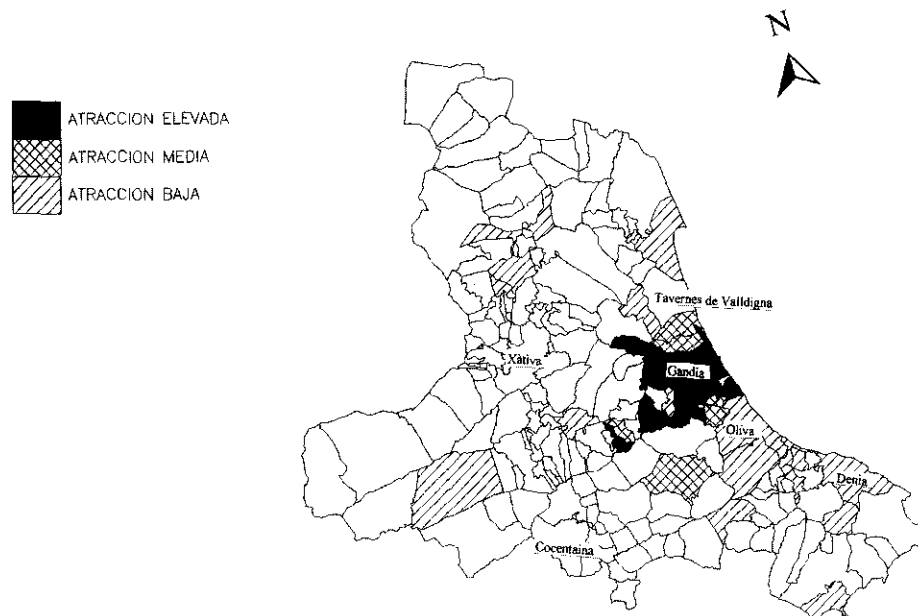 N
ATRACCION ELEVADA
ATRACCION MEDIA
ATRACCION BAJA
Tavernes de Valldigna
Xàtiva
Gandia
Oliva
Denia
Cocentaina